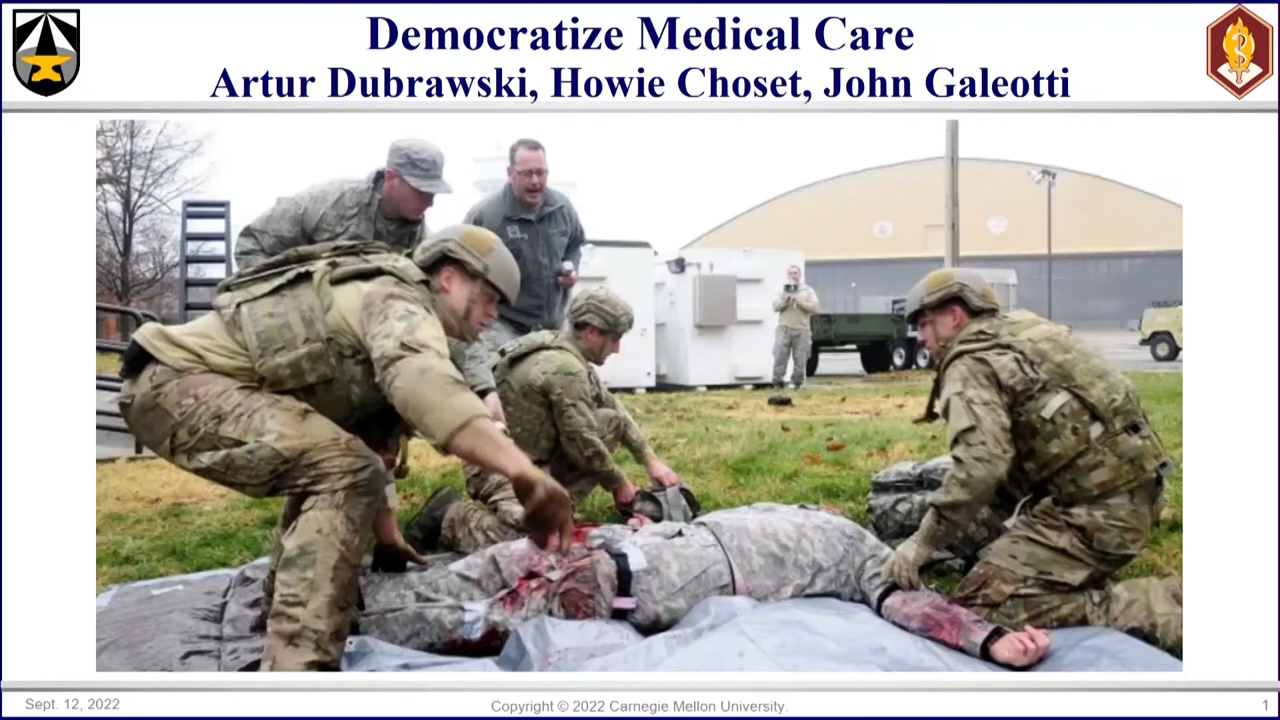 Democratize Medical Care
Artur Dubrawski, Howie Choset, John Galeotti
Sept. 12, 2022
Copyright © 2022 Carnegie Mellon University.
1